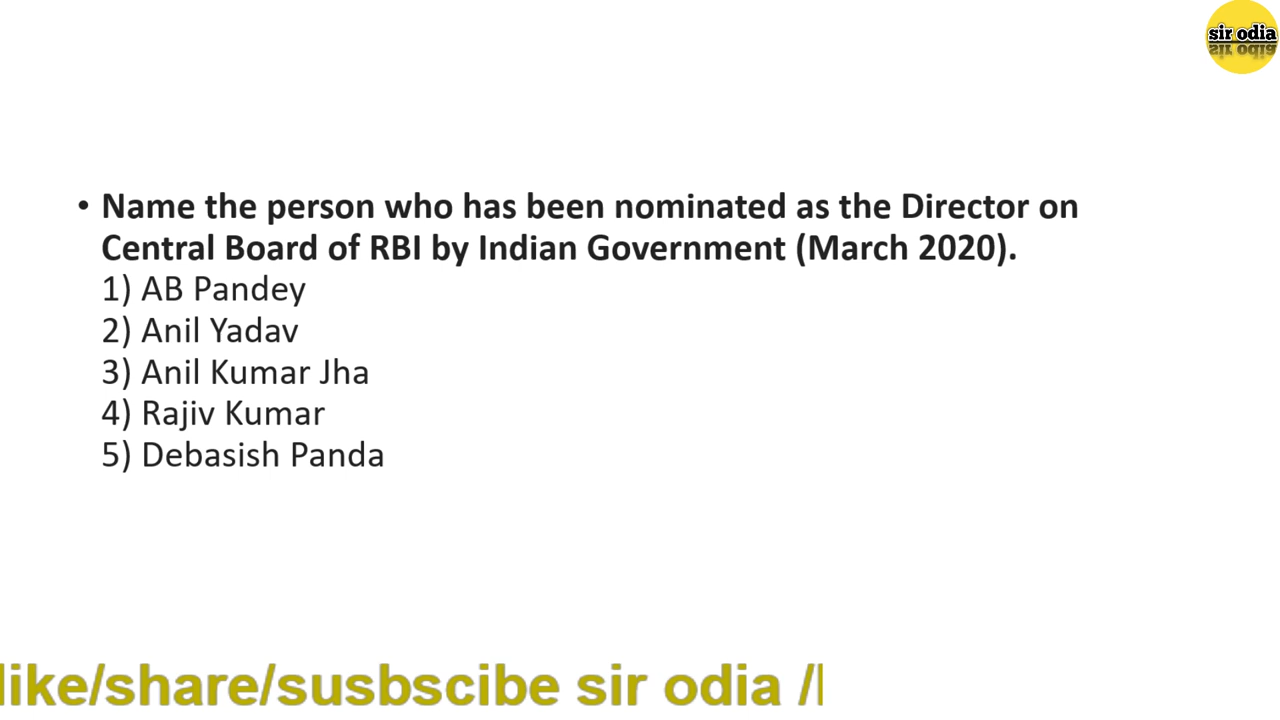 sir odia
• Name the person who has been nominated as the Director on
Central Board of RBI by Indian Government (March 2020).
1) AB Pandey
2) Anil Yadav
3) Anil Kumar Jha
4) Rajiv Kumar
5) Debasish Panda
like/share/susbscibe sir odia /